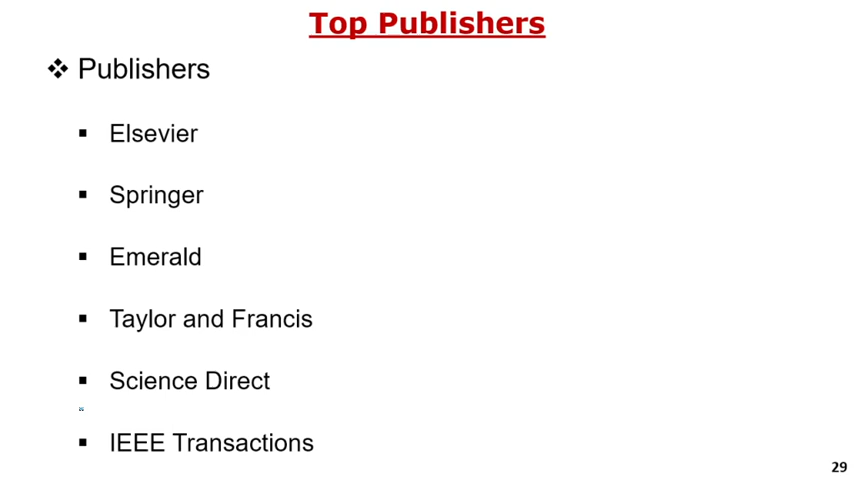 Top Publishers
❖ Publishers
▪ Elsevier
▪ Springer
▪ Emerald
▪ Taylor and Francis
▪ Science Direct
▪ IEEE Transactions
29